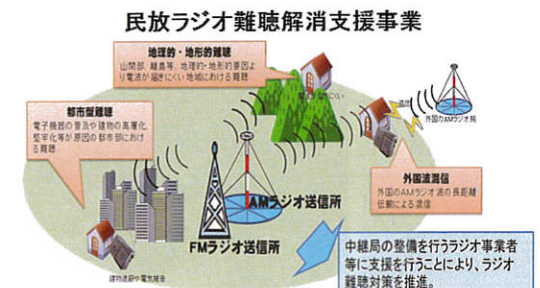 民放ラジオ難聴解消支援事業
地理的・地形的難聴
山間部、離島等、地理的・地形的要因よ
り電波が届きにくい地域における難聴
都市型難聴
電子機器の普及や建物の高層化、
堅牢化等が原因の都市部におけ
る難聴
外国のAMラジオ局
外国波混信
外国のAMラジオ波の長距離
伝搬による混信
AMラジオ送信所
FMラジオ送信所
建物遮蔽や電気雑音
中継局の整備を行うラジオ事業者
等に支援を行うことにより、ラジオ
難聴対策を推進。